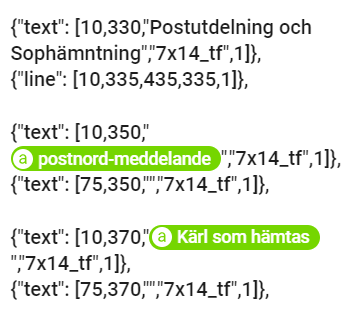 {"text": [10,330,"Postutdelning och
Sophämntning","7x14_tf",1]},
{"line": [10,335,435,335,1]},
{"text": [10,350,"
a postnord-meddelande ","7x14_tf",1]},
{"text": [75,350,"","7x14_tf",1]},
{"text": [10,370," a Kärl som hämtas
","7x14_tf",1]},
{"text": [75,370,"","7x14_tf",1]},